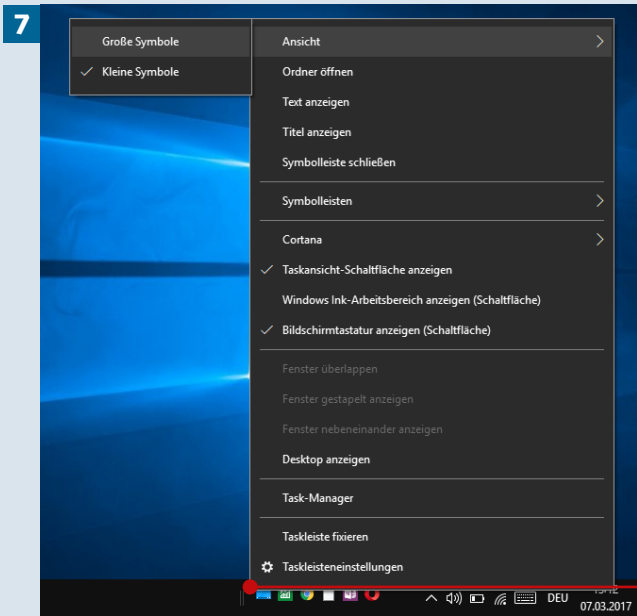 7
Große Symbole
Kleine Symbole
Ansicht
Ordner öffnen
Text anzeigen
Titel anzeigen
Symbolleiste schließen
Symbolleisten
Cortana
Taskansicht-Schaltfläche anzeigen
Windows Ink-Arbeitsbereich anzeigen (Schaltfläche)
Bildschirmtastatur anzeigen (Schaltfläche)
Fenster überlappen
Fenster gestapelt anzeigen
Fenster nebeneinander anzeigen
Desktop anzeigen
Task-Manager
Taskleiste fixieren
Taskleisteneinstellungen
DEU
07.03.2017